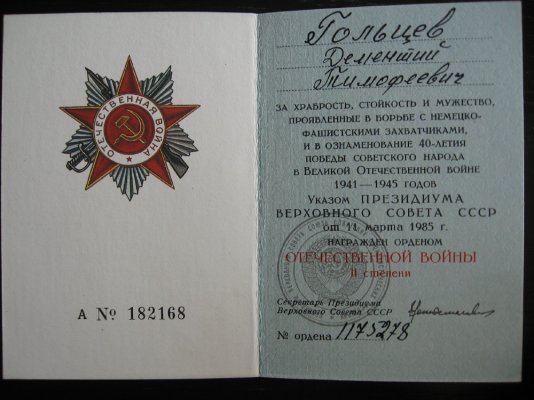 ОТЕЧЕСТВЕННАЯ ВОЙНА
А № 182168
Гольцев
Дементий
Тимофеевич
ЗА ХРАБРОСТЬ, СТОЙКОСТЬ И МУЖЕСТВО,
ПРОЯВЛЕННЫЕ В БОРЬБЕ С НЕМЕЦКО-
ФАШИСТСКИМИ ЗАХВАТЧИКАМИ,
И В ОЗНАМЕНОВАНИЕ 40-ЛЕТИЯ
ПОБЕДЫ СОВЕТСКОГО НАРОДА
В ВЕЛИКОЙ ОТЕЧЕСТВЕННОЙ ВОЙНЕ
1941—1945 ГОДОВ
Указом ПРЕЗИДИУМА
ВЕРХОВНОГО СОВЕТА СССР
от 11 марта 1985 г.
НАГРАЖДЕН ОРДЕНОМ
ОТЕЧЕСТВЕННОЙ ВОЙНЫ
II степени
Секретарь Президиума
Верховного Совета СССР
№ ордена 1175278